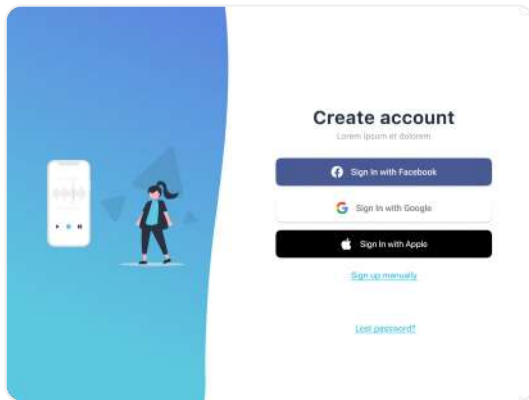 Create account
Lorem ipsum et dolorem
Sign In with Facebook
Sign In with Google
Sign In with Apple
Sign up manually
Lost password?